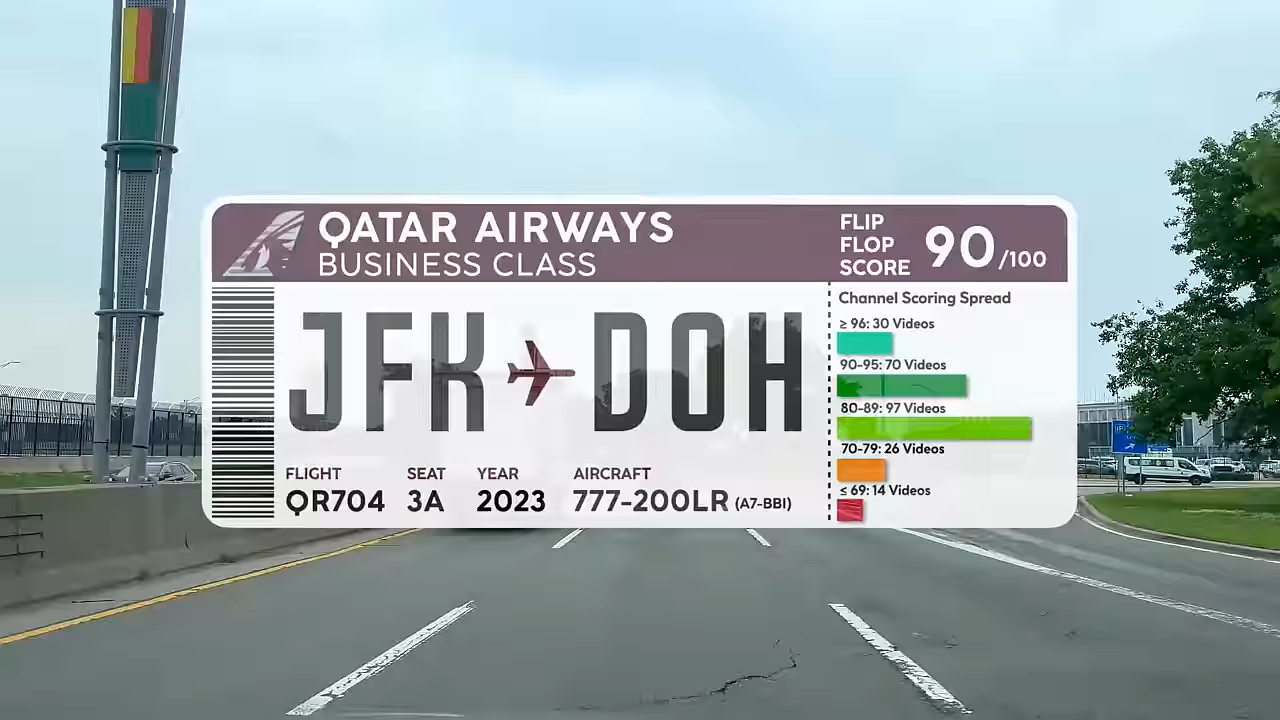 QATAR AIRWAYS
BUSINESS CLASS
FLIP
FLOP
SCORE
90/100
JFK DOH
FLIGHT SEAT YEAR AIRCRAFT
QR704 3A 2023 777-200LR (A7-BBI)
Channel Scoring Spread
≥ 96: 30 Videos
90-95: 70 Videos
80-89: 97 Videos
70-79: 26 Videos
≤ 69: 14 Videos